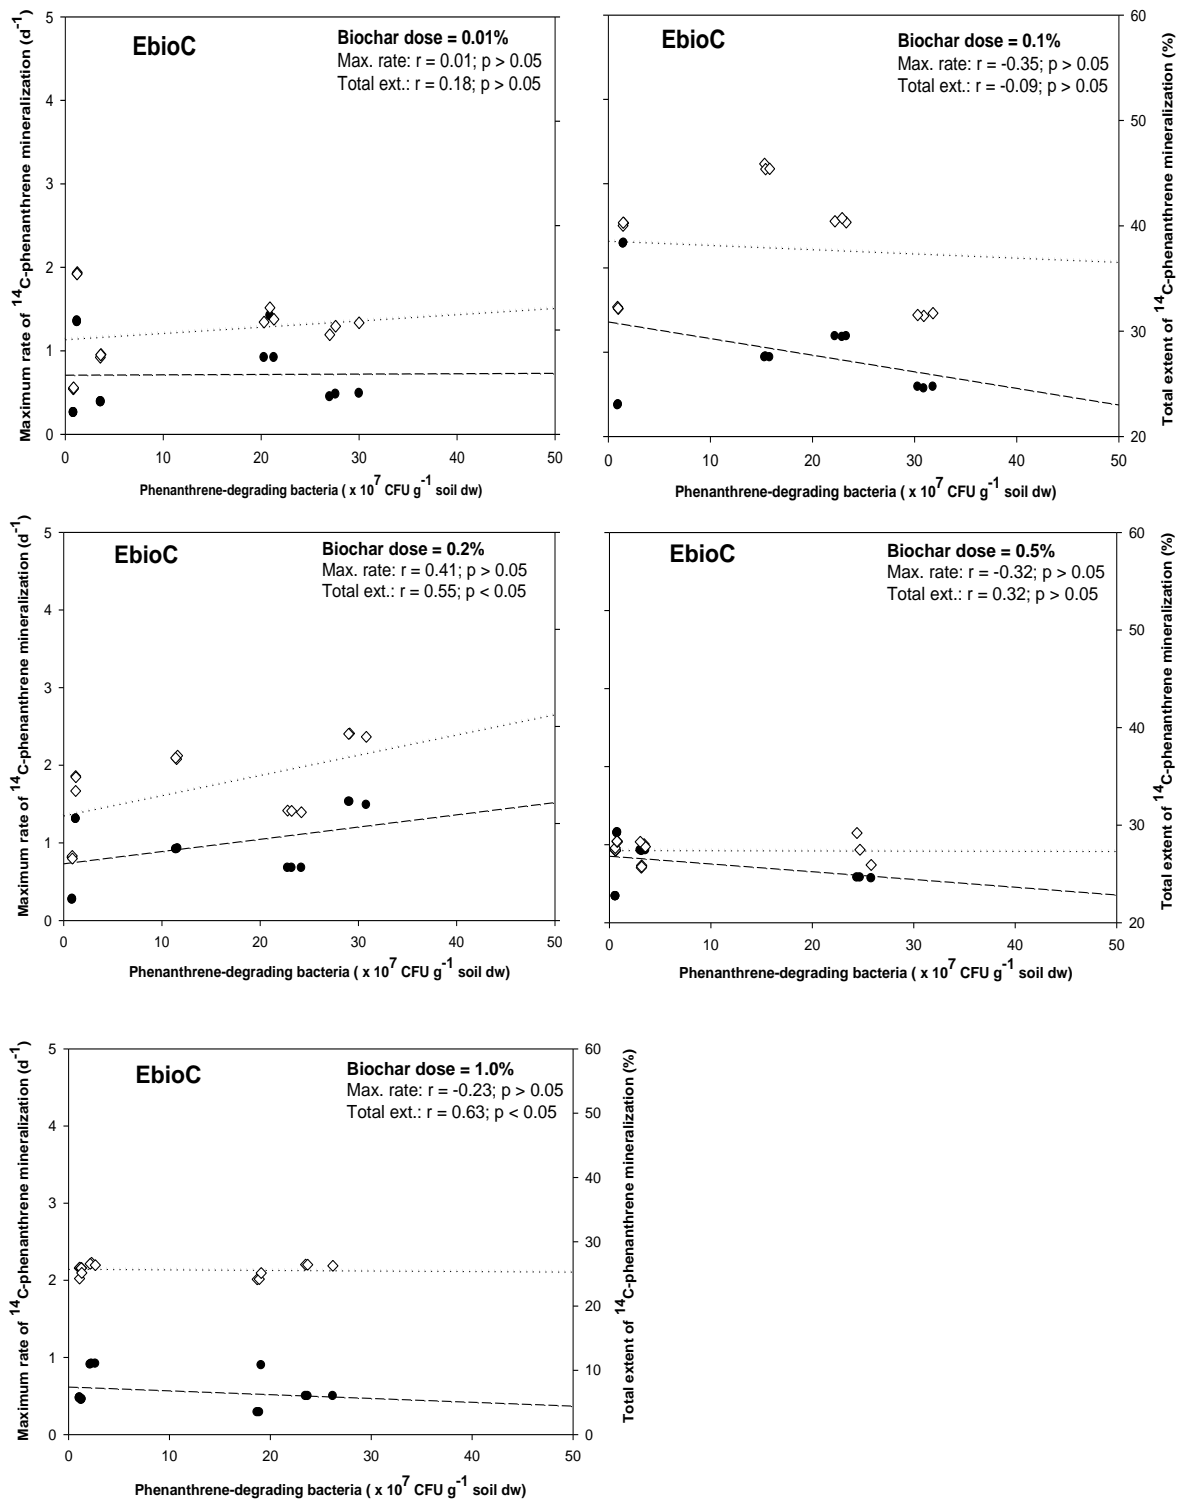 EbioC
Biochar dose = 0.01%
Max. rate: r = 0.01; p > 0.05
Total ext.: r = 0.18; p > 0.05
Maximum rate of ¹⁴C-phenanthrene mineralization (d⁻¹)
5
4
3
2
1
0
0 10 20 30 40 50
Phenanthrene-degrading bacteria ( x 10⁷ CFU g⁻¹ soil dw)
EbioC
Biochar dose = 0.1%
Max. rate: r = -0.35; p > 0.05
Total ext.: r = -0.09; p > 0.05
60
50
40
30
20
Total extent of ¹⁴C-phenanthrene mineralization (%)
0 10 20 30 40 50
Phenanthrene-degrading bacteria ( x 10⁷ CFU g⁻¹ soil dw)
EbioC
Biochar dose = 0.2%
Max. rate: r = 0.41; p > 0.05
Total ext.: r = 0.55; p < 0.05
Maximum rate of ¹⁴C-phenanthrene mineralization (d⁻¹)
5
4
3
2
1
0
0 10 20 30 40 50
Phenanthrene-degrading bacteria ( x 10⁷ CFU g⁻¹ soil dw)
EbioC
Biochar dose = 0.5%
Max. rate: r = -0.32; p > 0.05
Total ext.: r = 0.32; p > 0.05
60
50
40
30
20
Total extent of ¹⁴C-phenanthrene mineralization (%)
0 10 20 30 40 50
Phenanthrene-degrading bacteria ( x 10⁷ CFU g⁻¹ soil dw)
EbioC
Biochar dose = 1.0%
Max. rate: r = -0.23; p > 0.05
Total ext.: r = 0.63; p < 0.05
Maximum rate of ¹⁴C-phenanthrene mineralization (d⁻¹)
5
4
3
2
1
0
60
50
40
30
20
10
0
Total extent of ¹⁴C-phenanthrene mineralization (%)
0 10 20 30 40 50
Phenanthrene-degrading bacteria ( x 10⁷ CFU g⁻¹ soil dw)